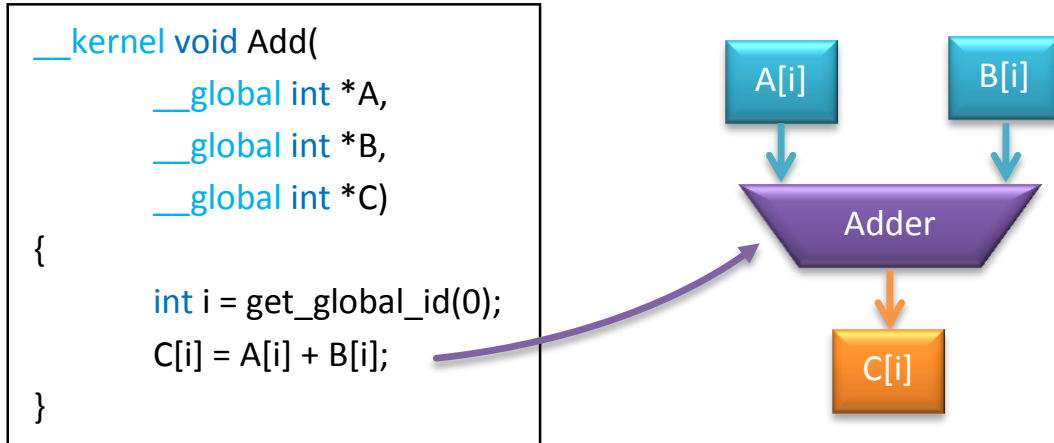 __kernel void Add(
__global int *A,
__global int *B,
__global int *C)
{
int i = get_global_id(0);
C[i] = A[i] + B[i];
}
A[i]
B[i]
Adder
C[i]